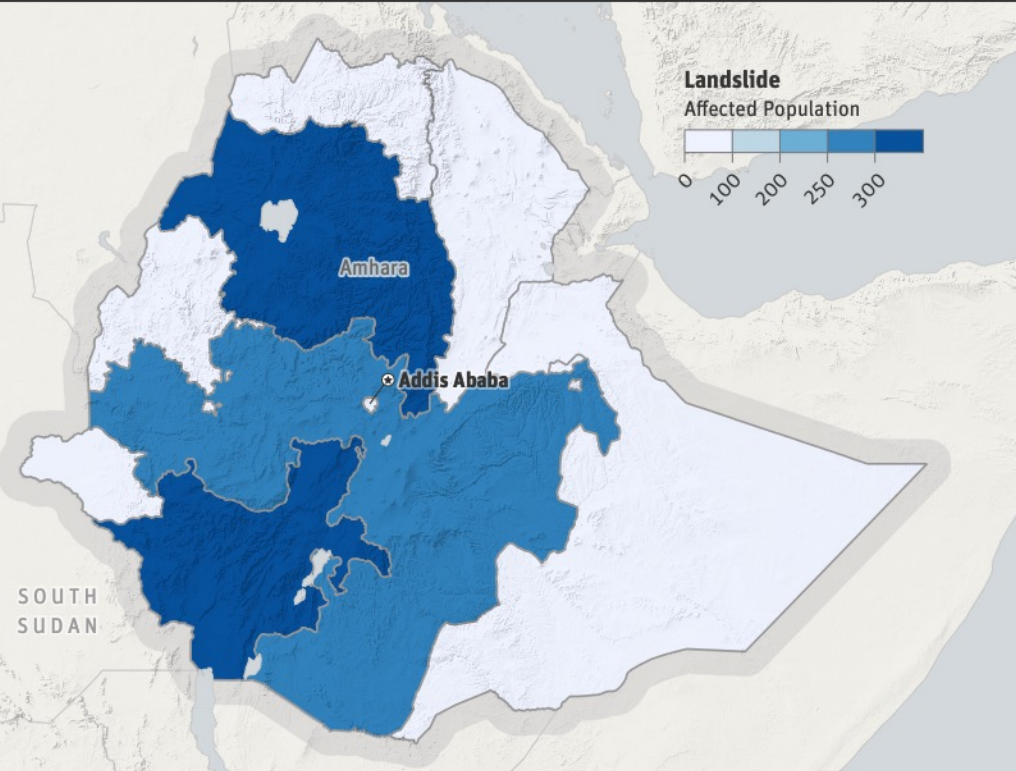 Landslide
Affected Population
0 100 200 250 300
Amhara
Addis Ababa
SOUTH
SUDAN